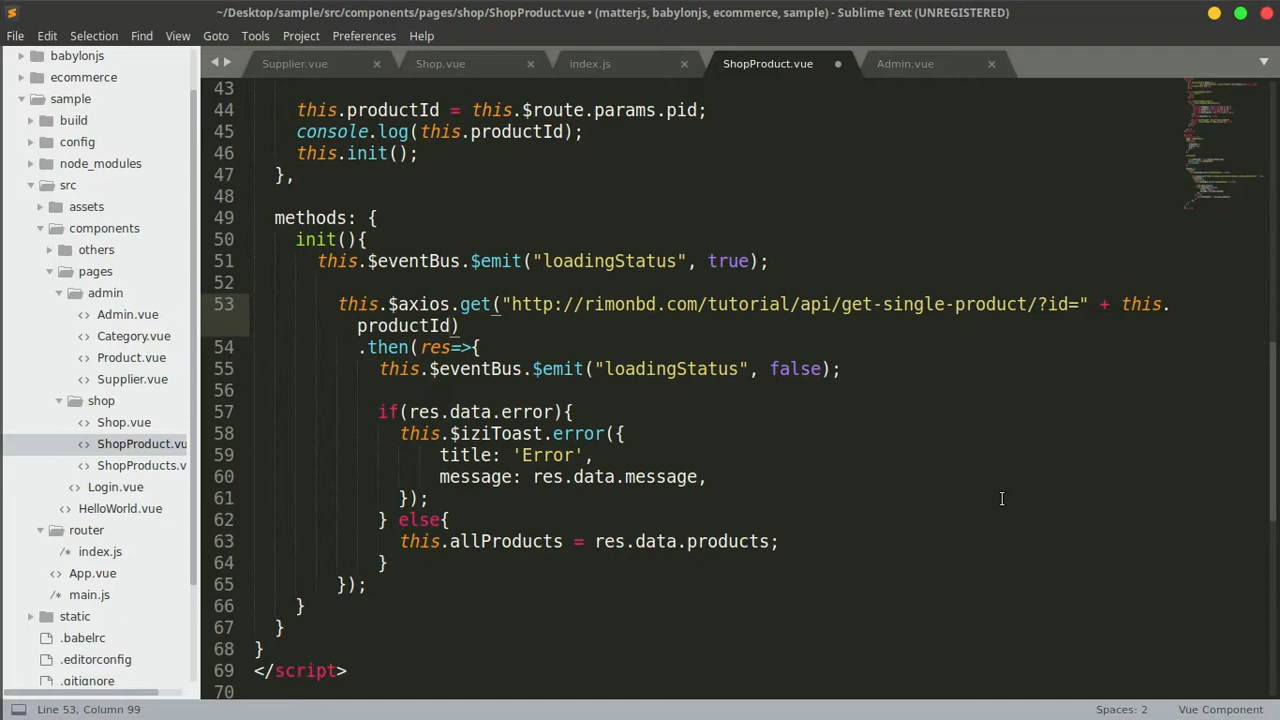 ~/Desktop/sample/src/components/pages/shop/ShopProduct.vue • (matterjs, babylonjs, ecommerce, sample) - Sublime Text (UNREGISTERED)
File Edit Selection Find View Goto Tools Project Preferences Help
Supplier.vue Shop.vue index.js ShopProduct.vue Admin.vue
babylonjs
ecommerce
sample
build
config
node_modules
src
assets
components
others
pages
admin
Admin.vue
Category.vue
Product.vue
Supplier.vue
shop
Shop.vue
ShopProduct.vu
ShopProducts.v
Login.vue
HelloWorld.vue
router
index.js
App.vue
main.js
static
.babelrc
.editorconfig
.gitignore
43
44 this.productId = this.$route.params.pid;
45 console.log(this.productId);
46 this.init();
47 },
48
49 methods: {
50 init(){
51 this.$eventBus.$emit("loadingStatus", true);
52
53 this.$axios.get("http://rimonbd.com/tutorial/api/get-single-product/?id=" + this.
productId)
54 .then(res=>{
55 this.$eventBus.$emit("loadingStatus", false);
56
57 if(res.data.error){
58 this.$iziToast.error({
59 title: 'Error',
60 message: res.data.message,
61 });
62 } else{
63 this.allProducts = res.data.products;
64 }
65 });
66 }
67 }
68 }
69 </script>
70
Line 53, Column 99 Spaces: 2 Vue Component